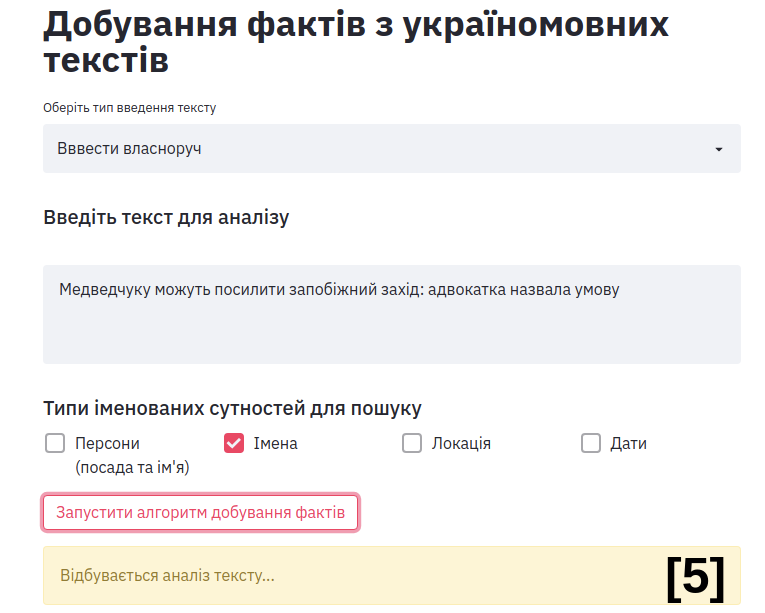 Добування фактів з україномовних
текстів
Оберіть тип введення тексту
Вввести власноруч
Введіть текст для аналізу
Медведчуку можуть посилити запобіжний захід: адвокатка назвала умову
Типи іменованих сутностей для пошуку
Персони
(посада та ім'я)
Імена
Локація
Дати
Запустити алгоритм добування фактів
Відбувається аналіз тексту...
[5]